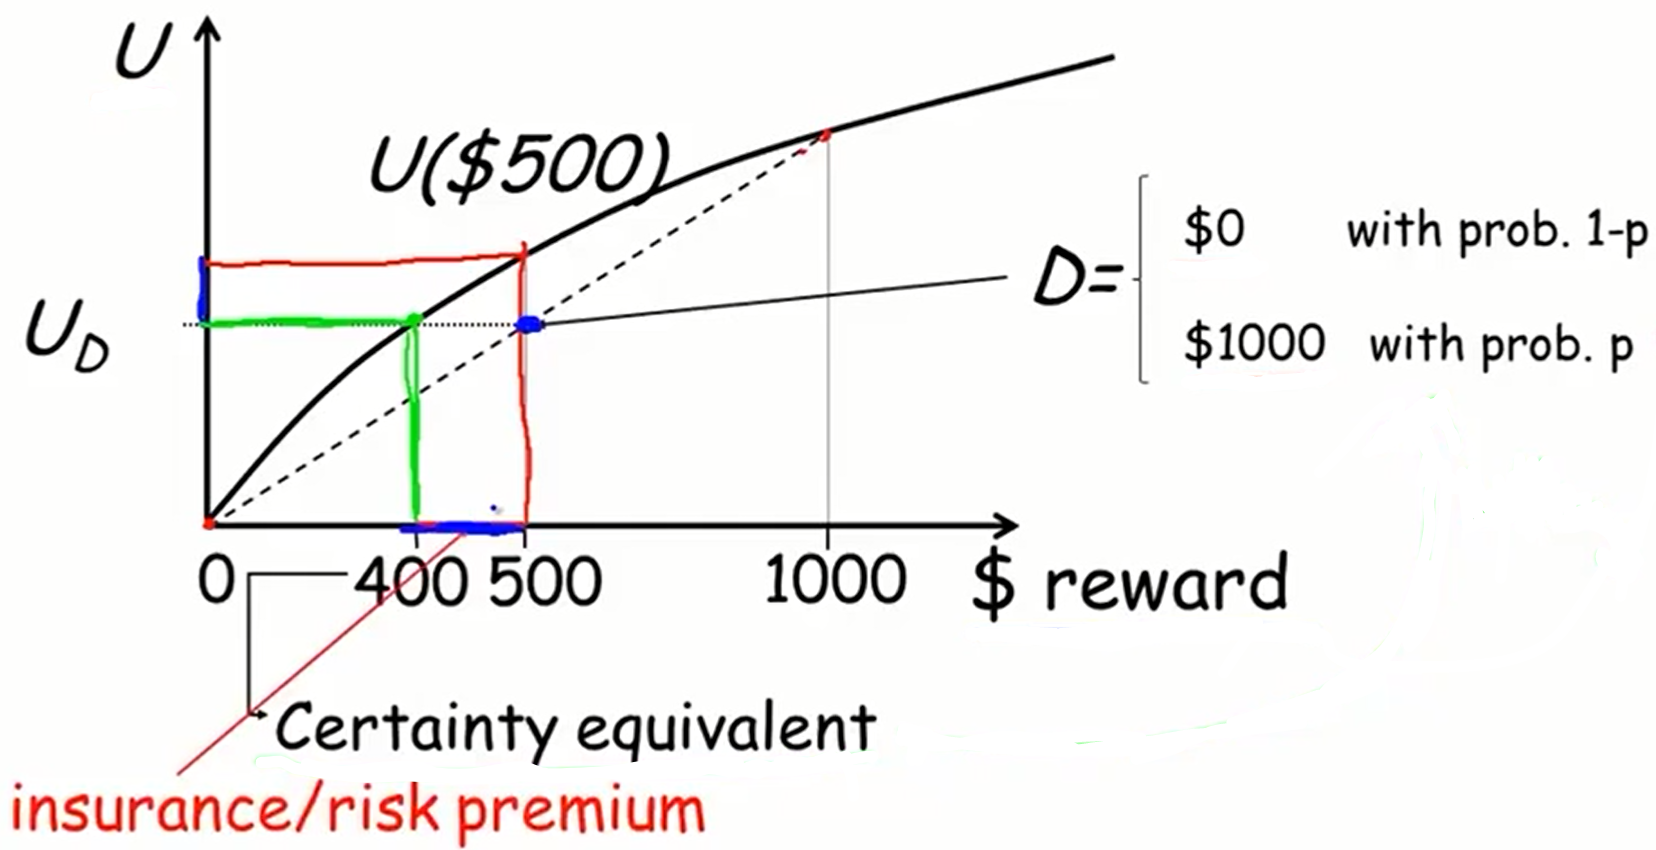 U
U($500)
$0 with prob. 1-p
D=
U_D
$1000 with prob. p
0 400 500 1000 $ reward
Certainty equivalent
insurance/risk premium